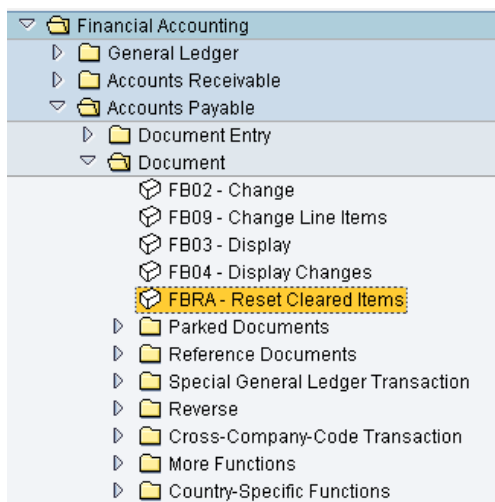 Financial Accounting
General Ledger
Accounts Receivable
Accounts Payable
Document Entry
Document
FB02 - Change
FB09 - Change Line Items
FB03 - Display
FB04 - Display Changes
FBRA - Reset Cleared Items
Parked Documents
Reference Documents
Special General Ledger Transaction
Reverse
Cross-Company-Code Transaction
More Functions
Country-Specific Functions